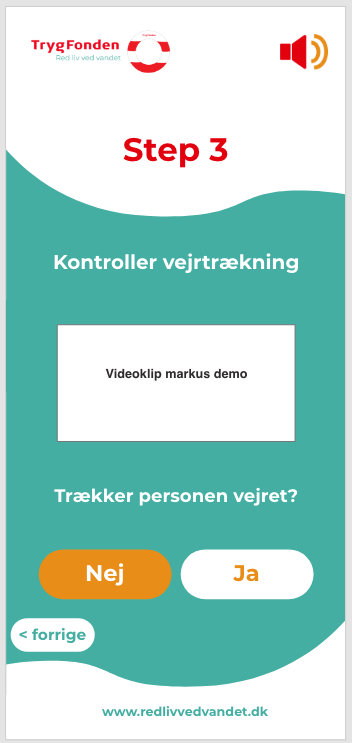 TrygFonden
Red liv ved vandet
Step 3
Kontroller vejrtrækning
Videoklip markus demo
Trækker personen vejret?
Nej
Ja
< forrige
www.redlivvedvandet.dk